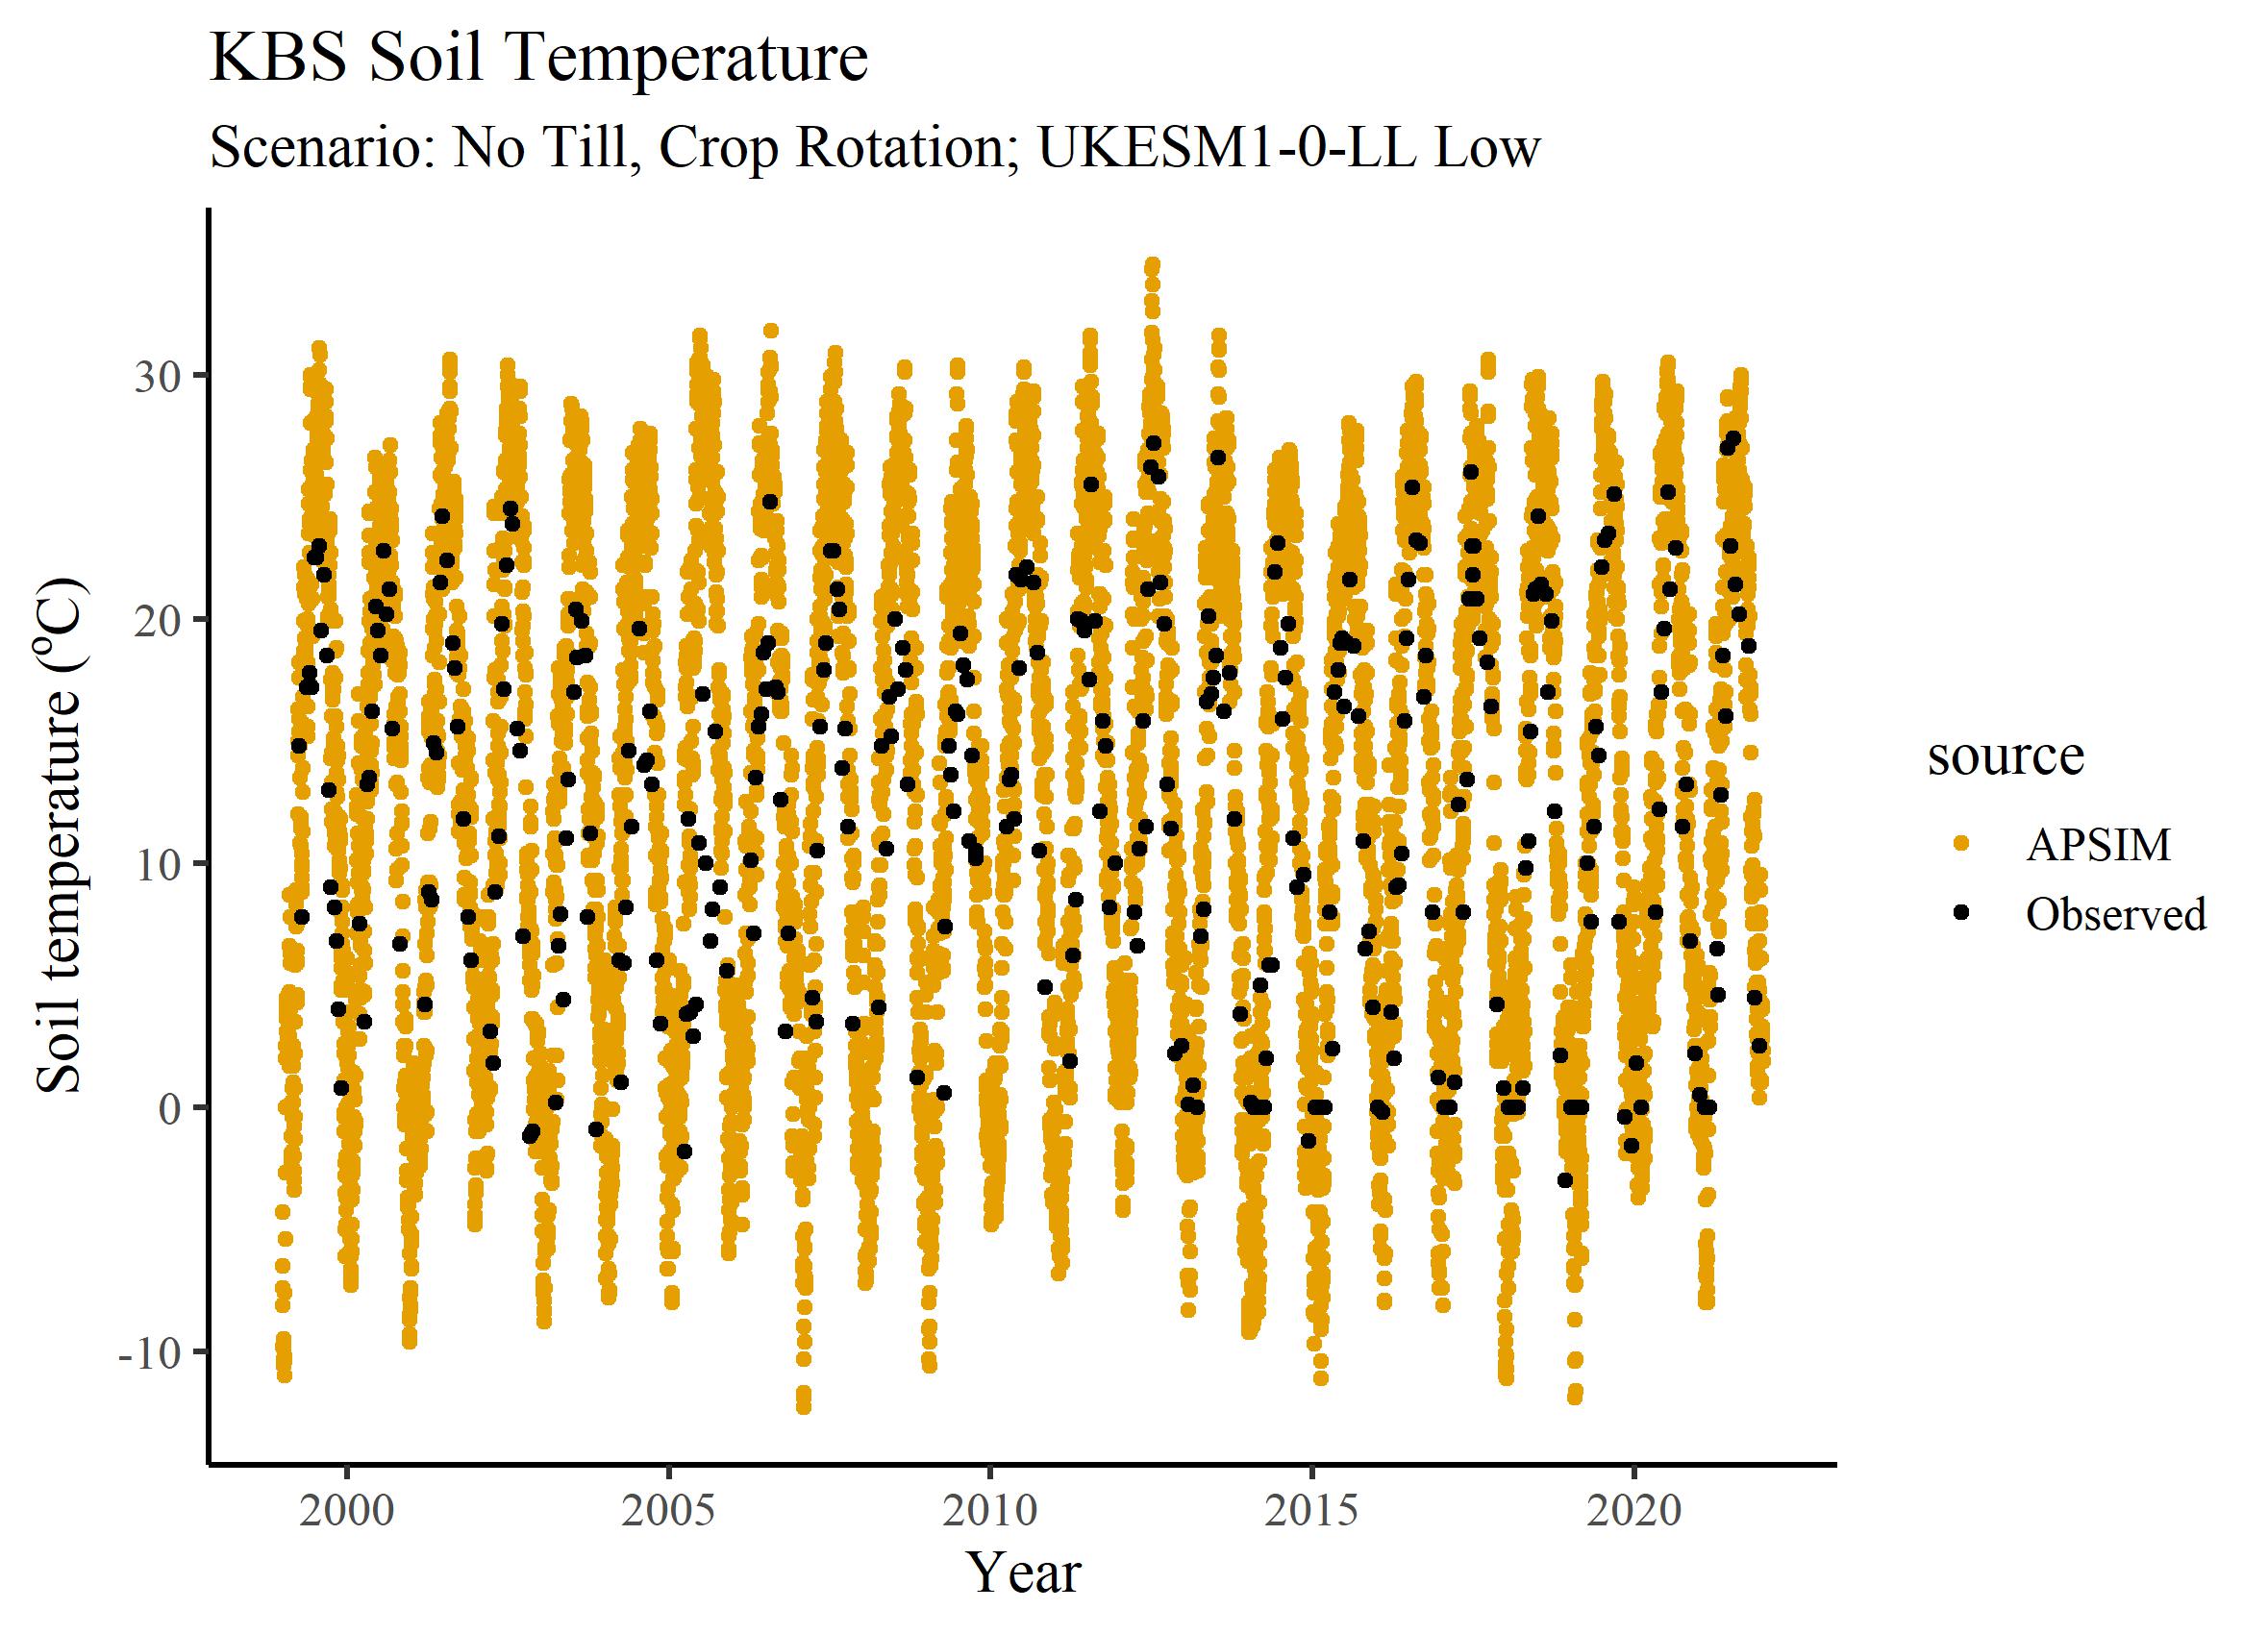 KBS Soil Temperature
Scenario: No Till, Crop Rotation; UKESM1-0-LL Low
Soil temperature (°C)
30
20
10
0
-10
2000 2005 2010 2015 2020
Year
source
APSIM
Observed